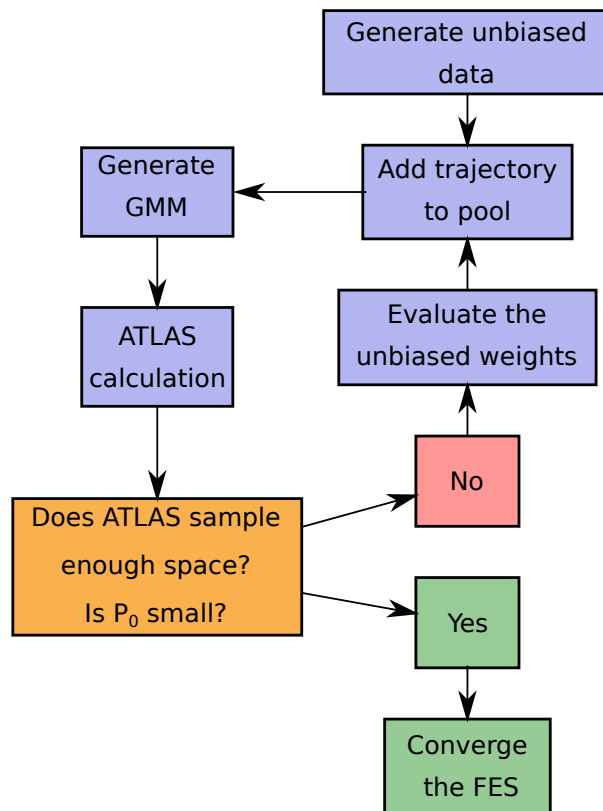 Generate unbiased
data
Add trajectory
to pool
Generate
GMM
ATLAS
calculation
Evaluate the
unbiased weights
No
Does ATLAS sample
enough space?
Is P₀ small?
Yes
Converge
the FES